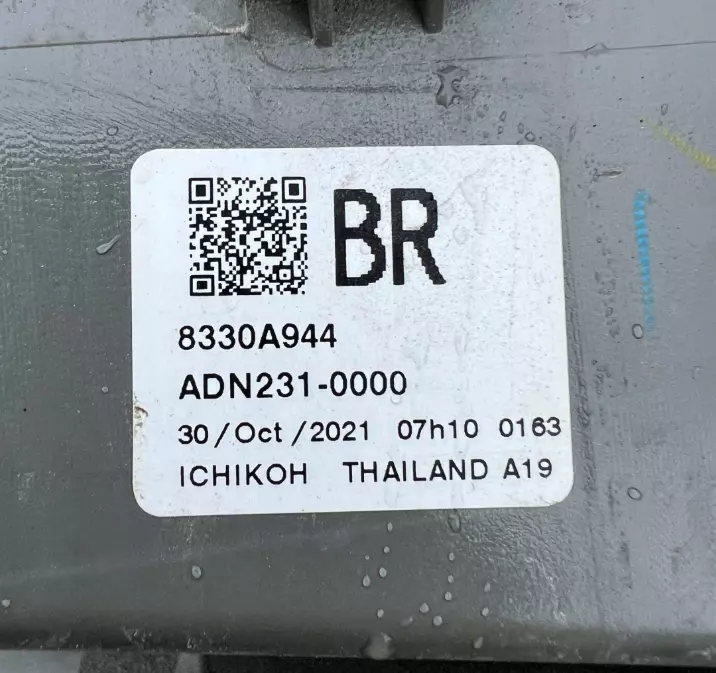 BR
8330A944
ADN231-0000
30/Oct/2021 07h10 0163
ICHIKOH THAILAND A19